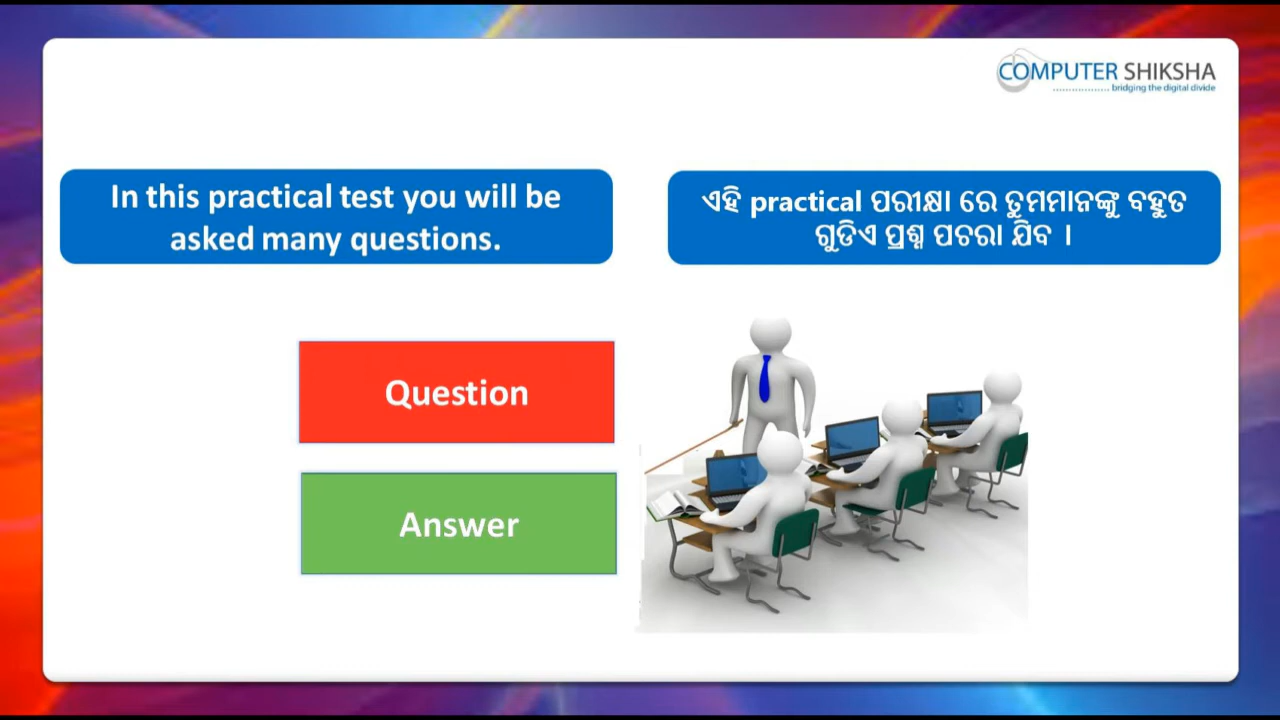 COMPUTER SHIKSHA
bridging the digital divide
In this practical test you will be
asked many questions.
ଏହି practical ପରୀକ୍ଷା ରେ ତୁମମାନଙ୍କୁ ବହୁତ
ଗୁଡିଏ ପ୍ରଶ୍ନ ପଚରା ଯିବ ।
Question
Answer